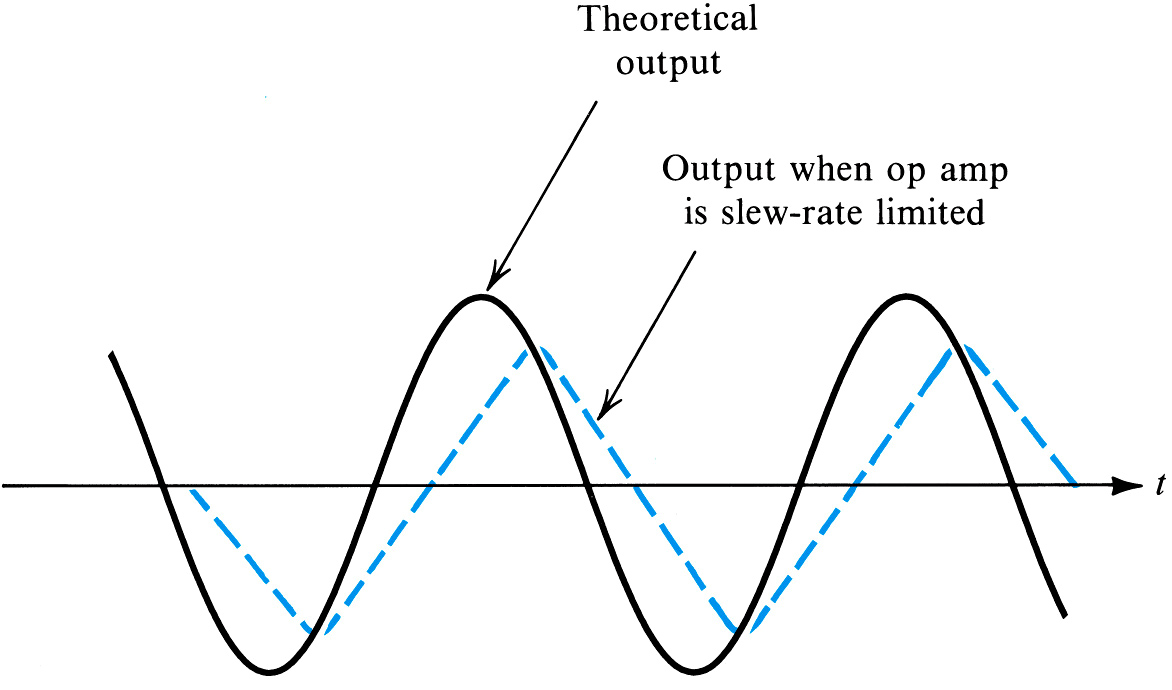 Theoretical
output
Output when op amp
is slew-rate limited
t